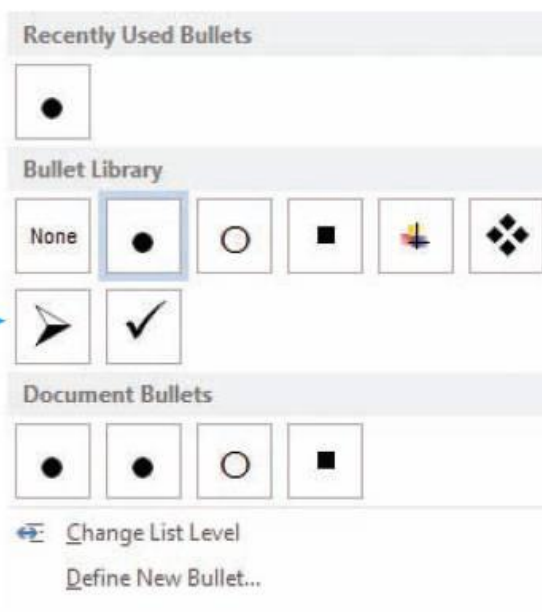 Recently Used Bullets
Bullet Library
None
Document Bullets
Change List Level
Define New Bullet...